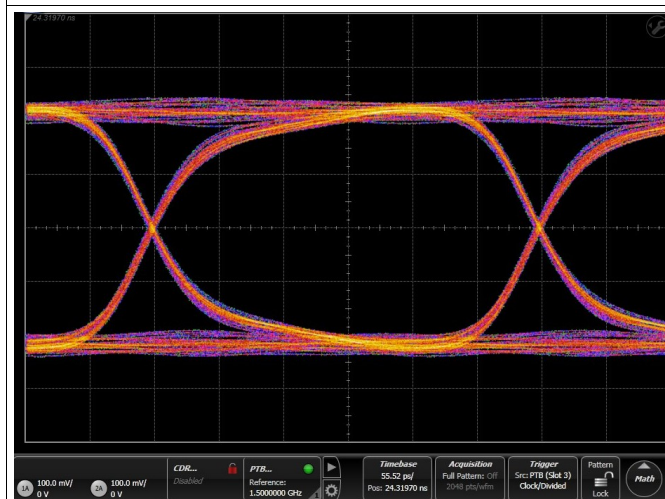 24.31970 ns
1A 100.0 mV/
0 V
2A 100.0 mV/
0 V
CDR...
Disabled
PTB...
Reference:
1.5000000 GHz
Timebase
55.52 ps/
Pos: 24.31970 ns
Acquisition
Full Pattern: Off
2048 pts/wfm
Trigger
Src: PTB (Slot 3)
Clock/Divided
Pattern
Lock
Math